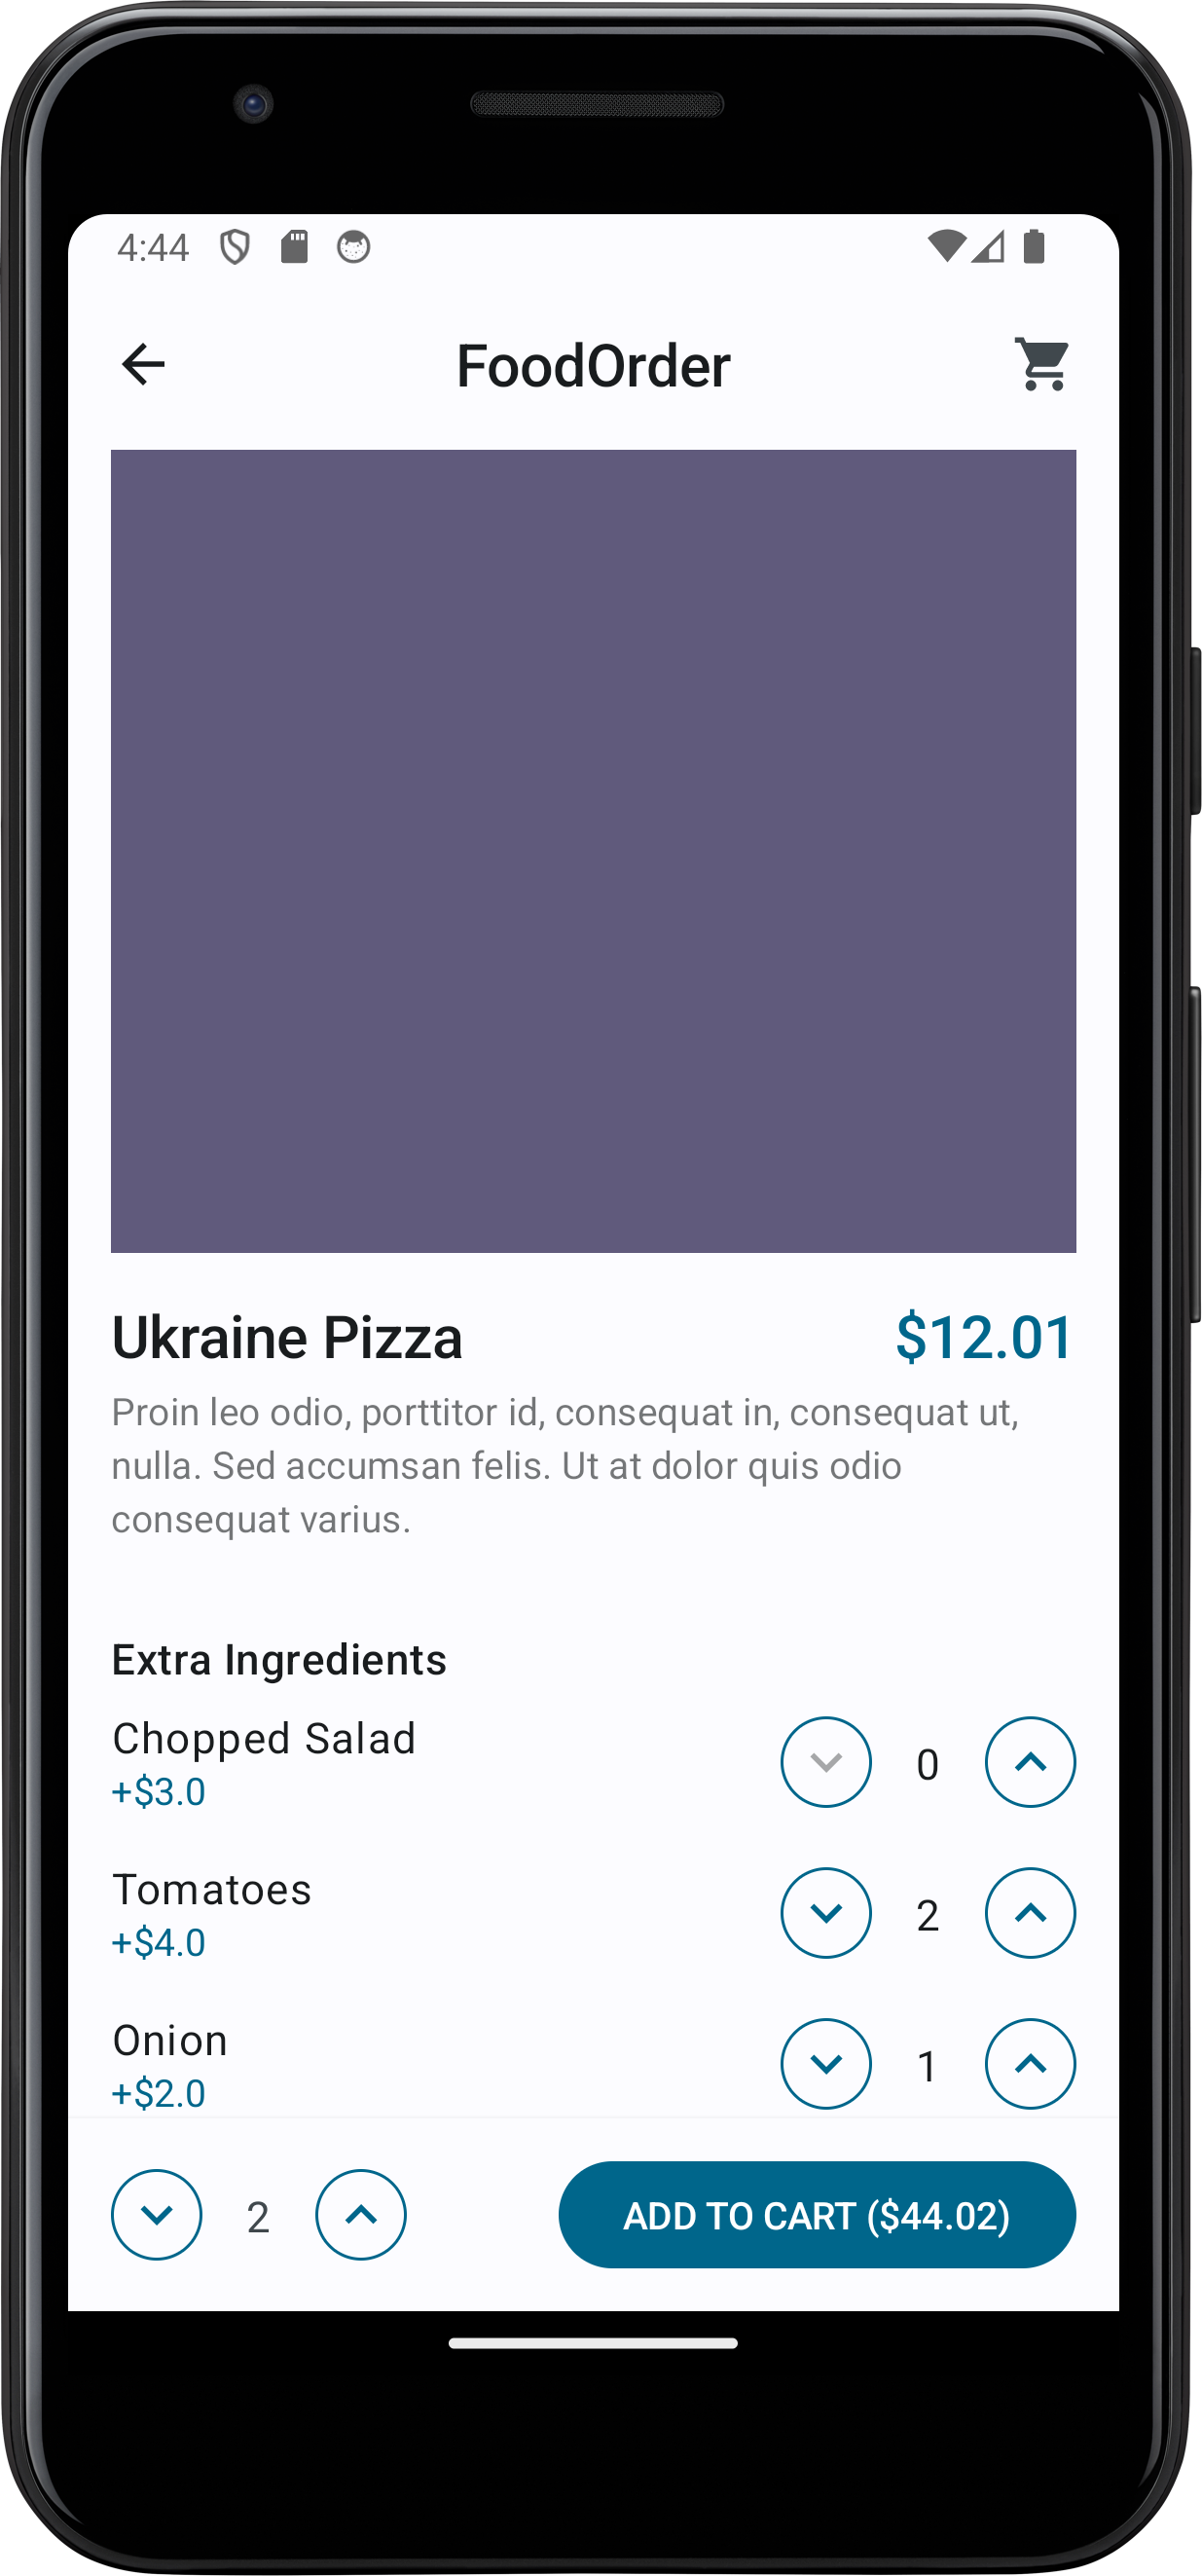 4:44
FoodOrder
Ukraine Pizza $12.01
Proin leo odio, porttitor id, consequat in, consequat ut,
nulla. Sed accumsan felis. Ut at dolor quis odio
consequat varius.
Extra Ingredients
Chopped Salad
+$3.0
0
Tomatoes
+$4.0
2
Onion
+$2.0
1
2
ADD TO CART ($44.02)